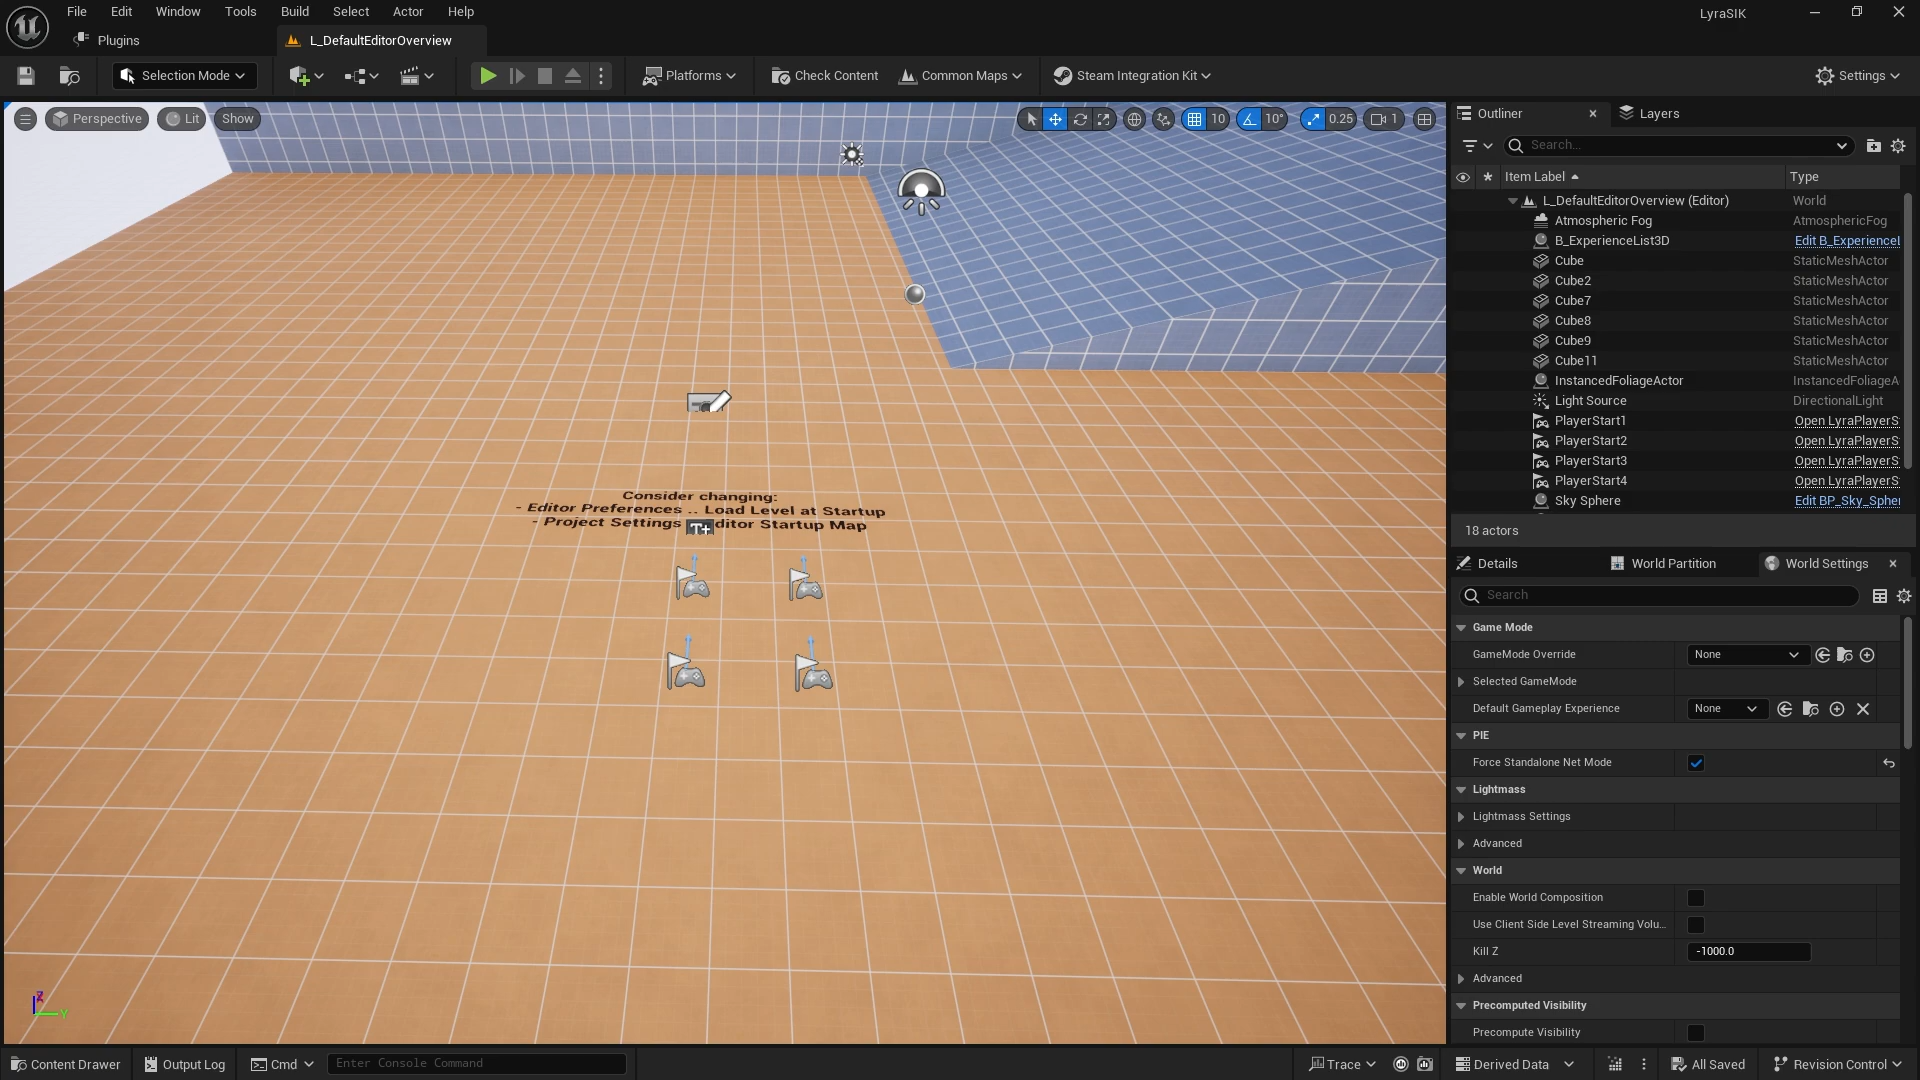 File Edit Window Tools Build Select Actor Help
LyraSIK
Plugins
L_DefaultEditorOverview
Selection Mode
Platforms
Check Content
Common Maps
Steam Integration Kit
Settings
Perspective Lit Show
10 10° 0.25 1
Consider changing:
- Editor Preferences .. Load Level at Startup
- Project Settings ditor Startup Map
Z
Y
Outliner
Layers
Search...
Item Label Type
L_DefaultEditorOverview (Editor) World
Atmospheric Fog AtmosphericFog
B_ExperienceList3D Edit B_ExperienceL
Cube StaticMeshActor
Cube2 StaticMeshActor
Cube7 StaticMeshActor
Cube8 StaticMeshActor
Cube9 StaticMeshActor
Cube11 StaticMeshActor
InstancedFoliageActor InstancedFoliageA
Light Source DirectionalLight
PlayerStart1 Open LyraPlayerS
PlayerStart2 Open LyraPlayerS
PlayerStart3 Open LyraPlayerS
PlayerStart4 Open LyraPlayerS
Sky Sphere Edit BP_Sky_Spher
18 actors
Details World Partition World Settings
Search
Game Mode
GameMode Override None
Selected GameMode
Default Gameplay Experience None
PIE
Force Standalone Net Mode
Lightmass
Lightmass Settings
Advanced
World
Enable World Composition
Use Client Side Level Streaming Volu...
Kill Z -1000.0
Advanced
Precomputed Visibility
Precompute Visibility
Content Drawer Output Log Cmd Enter Console Command
Trace Derived Data All Saved Revision Control